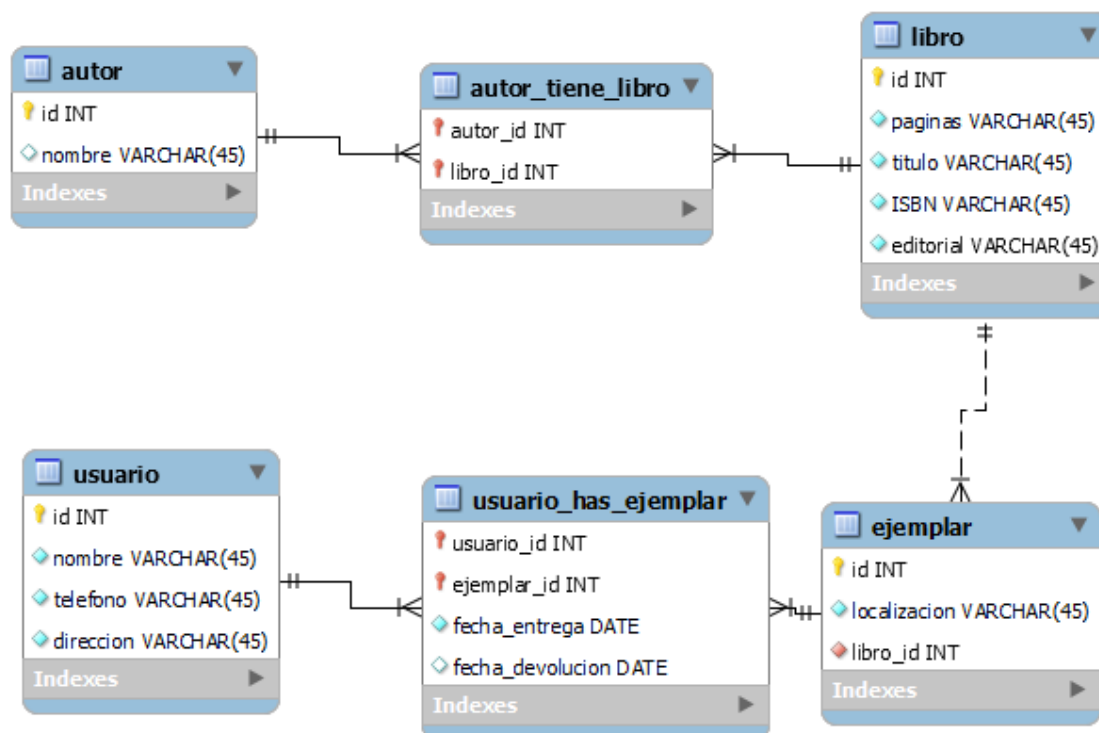 autor
id INT
nombre VARCHAR(45)
Indexes
autor_tiene_libro
autor_id INT
libro_id INT
Indexes
libro
id INT
paginas VARCHAR(45)
titulo VARCHAR(45)
ISBN VARCHAR(45)
editorial VARCHAR(45)
Indexes
usuario
id INT
nombre VARCHAR(45)
telefono VARCHAR(45)
direccion VARCHAR(45)
Indexes
usuario_has_ejemplar
usuario_id INT
ejemplar_id INT
fecha_entrega DATE
fecha_devolucion DATE
Indexes
ejemplar
id INT
localizacion VARCHAR(45)
libro_id INT
Indexes